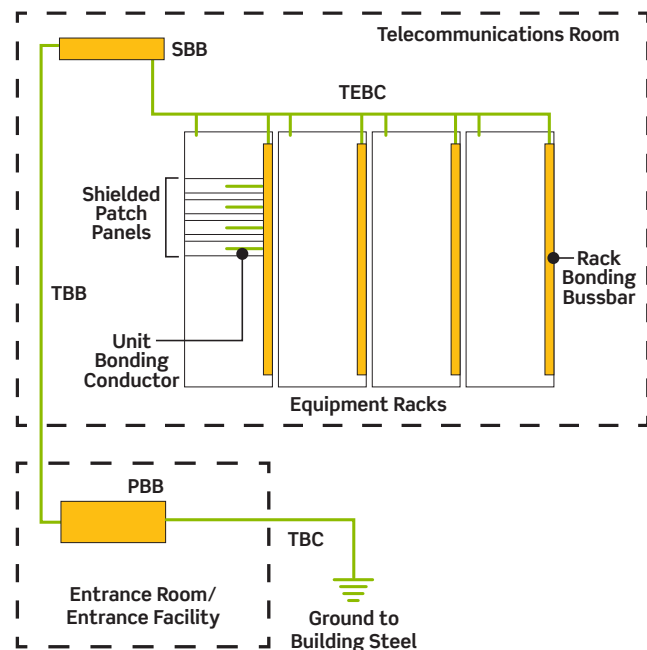 Telecommunications Room
SBB
TEBC
Shielded
Patch
Panels
TBB
Rack
Bonding
Bussbar
Unit
Bonding
Conductor
Equipment Racks
PBB
TBC
Entrance Room/
Entrance Facility
Ground to
Building Steel